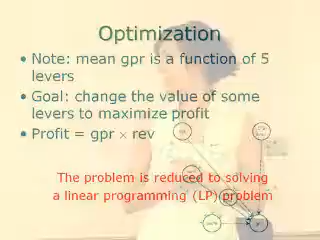 Optimization
• Note: mean gpr is a function of 5
levers
• Goal: change the value of some
levers to maximize profit
• Profit = gpr × rev
The problem is reduced to solving
a linear programming (LP) problem